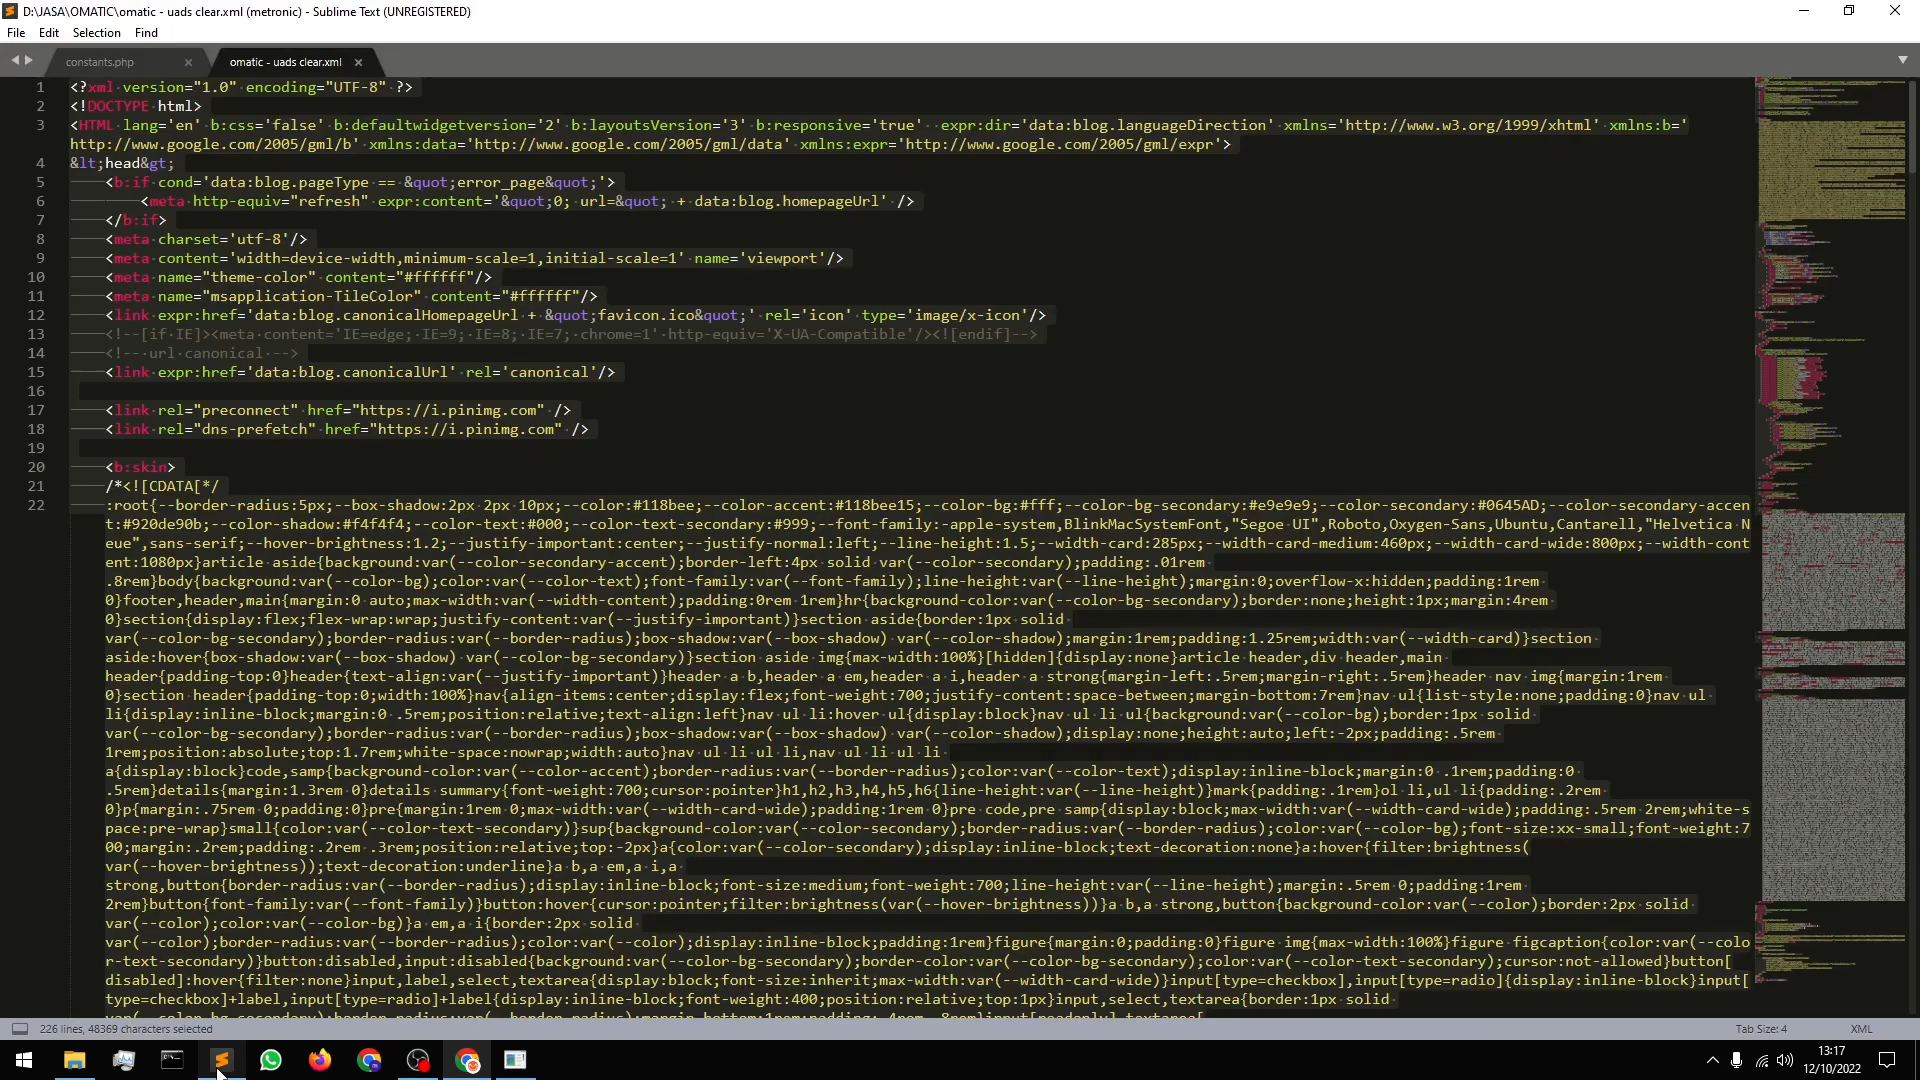 D:\JASA\OMATIC\omatic - uads clear.xml (metronic) - Sublime Text (UNREGISTERED)
File Edit Selection Find
constants.php omatic - uads clear.xml
1 <?xml version="1.0" encoding="UTF-8" ?>
2 <!DOCTYPE html>
3 <HTML lang='en' b:css='false' b:defaultwidgetversion='2' b:layoutsVersion='3' b:responsive='true'  expr:dir='data:blog.languageDirection' xmlns='http://www.w3.org/1999/xhtml' xmlns:b='
http://www.google.com/2005/gml/b' xmlns:data='http://www.google.com/2005/gml/data' xmlns:expr='http://www.google.com/2005/gml/expr'>
4 &lt;head&gt;
5 <b:if cond='data:blog.pageType == &quot;error_page&quot;'>
6 <meta http-equiv="refresh" expr:content='&quot;0; url=&quot; + data:blog.homepageUrl' />
7 </b:if>
8 <meta charset='utf-8'/>
9 <meta content='width=device-width,minimum-scale=1,initial-scale=1' name='viewport'/>
10 <meta name="theme-color" content="#ffffff"/>
11 <meta name="msapplication-TileColor" content="#ffffff"/>
12 <link expr:href='data:blog.canonicalHomepageUrl + &quot;favicon.ico&quot;' rel='icon' type='image/x-icon'/>
13 <!--[if IE]><meta content='IE=edge; IE=9; IE=8; IE=7; chrome=1' http-equiv='X-UA-Compatible'/><![endif]-->
14 <!-- url canonical -->
15 <link expr:href='data:blog.canonicalUrl' rel='canonical'/>
16
17 <link rel="preconnect" href="https://i.pinimg.com" />
18 <link rel="dns-prefetch" href="https://i.pinimg.com" />
19
20 <b:skin>
21 /*<![CDATA[*/
22 :root{--border-radius:5px;--box-shadow:2px 2px 10px;--color:#118bee;--color-accent:#118bee15;--color-bg:#fff;--color-bg-secondary:#e9e9e9;--color-secondary:#0645AD;--color-secondary-accen
t:#920de90b;--color-shadow:#f4f4f4;--color-text:#000;--color-text-secondary:#999;--font-family:-apple-system,BlinkMacSystemFont,"Segoe UI",Roboto,Oxygen-Sans,Ubuntu,Cantarell,"Helvetica N
eue",sans-serif;--hover-brightness:1.2;--justify-important:center;--justify-normal:left;--line-height:1.5;--width-card:285px;--width-card-medium:460px;--width-card-wide:800px;--width-cont
ent:1080px}article aside{background:var(--color-secondary-accent);border-left:4px solid var(--color-secondary);padding:.01rem
.8rem}body{background:var(--color-bg);color:var(--color-text);font-family:var(--font-family);line-height:var(--line-height);margin:0;overflow-x:hidden;padding:1rem
0}footer,header,main{margin:0 auto;max-width:var(--width-content);padding:0rem 1rem}hr{background-color:var(--color-bg-secondary);border:none;height:1px;margin:4rem
0}section{display:flex;flex-wrap:wrap;justify-content:var(--justify-important)}section aside{border:1px solid
var(--color-bg-secondary);border-radius:var(--border-radius);box-shadow:var(--box-shadow) var(--color-shadow);margin:1rem;padding:1.25rem;width:var(--width-card)}section
aside:hover{box-shadow:var(--box-shadow) var(--color-bg-secondary)}section aside img{max-width:100%}[hidden]{display:none}article header,div header,main
header{padding-top:0}header{text-align:var(--justify-important)}header a b,header a em,header a i,header a strong{margin-left:.5rem;margin-right:.5rem}header nav img{margin:1rem
0}section header{padding-top:0;width:100%}nav{align-items:center;display:flex;font-weight:700;justify-content:space-between;margin-bottom:7rem}nav ul{list-style:none;padding:0}nav ul
li{display:inline-block;margin:0 .5rem;position:relative;text-align:left}nav ul li:hover ul{display:block}nav ul li ul{background:var(--color-bg);border:1px solid
var(--color-bg-secondary);border-radius:var(--border-radius);box-shadow:var(--box-shadow) var(--color-shadow);display:none;height:auto;left:-2px;padding:.5rem
1rem;position:absolute;top:1.7rem;white-space:nowrap;width:auto}nav ul li ul li,nav ul li ul li
a{display:block}code,samp{background-color:var(--color-accent);border-radius:var(--border-radius);color:var(--color-text);display:inline-block;margin:0 .1rem;padding:0
.5rem}details{margin:1.3rem 0}details summary{font-weight:700;cursor:pointer}h1,h2,h3,h4,h5,h6{line-height:var(--line-height)}mark{padding:.1rem}ol li,ul li{padding:.2rem
0}p{margin:.75rem 0;padding:0}pre{margin:1rem 0;max-width:var(--width-card-wide);padding:1rem 0}pre code,pre samp{display:block;max-width:var(--width-card-wide);padding:.5rem 2rem;white-s
pace:pre-wrap}small{color:var(--color-text-secondary)}sup{background-color:var(--color-secondary);border-radius:var(--border-radius);color:var(--color-bg);font-size:xx-small;font-weight:7
00;margin:.2rem;padding:.2rem .3rem;position:relative;top:-2px}a{color:var(--color-secondary);display:inline-block;text-decoration:none}a:hover{filter:brightness(
var(--hover-brightness));text-decoration:underline}a b,a em,a i,a
strong,button{border-radius:var(--border-radius);display:inline-block;font-size:medium;font-weight:700;line-height:var(--line-height);margin:.5rem 0;padding:1rem
2rem}button{font-family:var(--font-family)}button:hover{cursor:pointer;filter:brightness(var(--hover-brightness))}a b,a strong,button{background-color:var(--color);border:2px solid
var(--color);color:var(--color-bg)}a em,a i{border:2px solid
var(--color);border-radius:var(--border-radius);color:var(--color);display:inline-block;padding:1rem}figure{margin:0;padding:0}figure img{max-width:100%}figure figcaption{color:var(--colo
r-text-secondary)}button:disabled,input:disabled{background:var(--color-bg-secondary);border-color:var(--color-bg-secondary);color:var(--color-text-secondary);cursor:not-allowed}button[
disabled]:hover{filter:none}input,label,select,textarea{display:block;font-size:inherit;max-width:var(--width-card-wide)}input[type=checkbox],input[type=radio]{display:inline-block}input[
type=checkbox]+label,input[type=radio]+label{display:inline-block;font-weight:400;position:relative;top:1px}input,select,textarea{border:1px solid
226 lines, 48369 characters selected Tab Size: 4 XML
13:17
12/10/2022